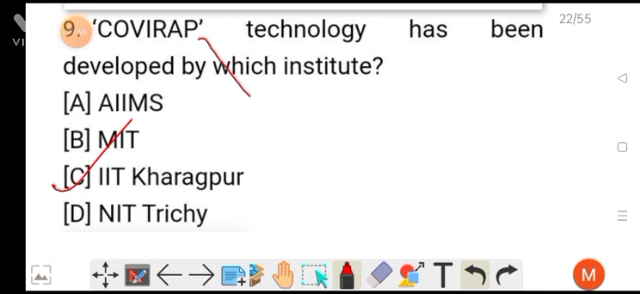 22/55
9. ‘COVIRAP’ technology has been
developed by which institute?
[A] AIIMS
[B] MIT
[C] IIT Kharagpur
[D] NIT Trichy
T
M